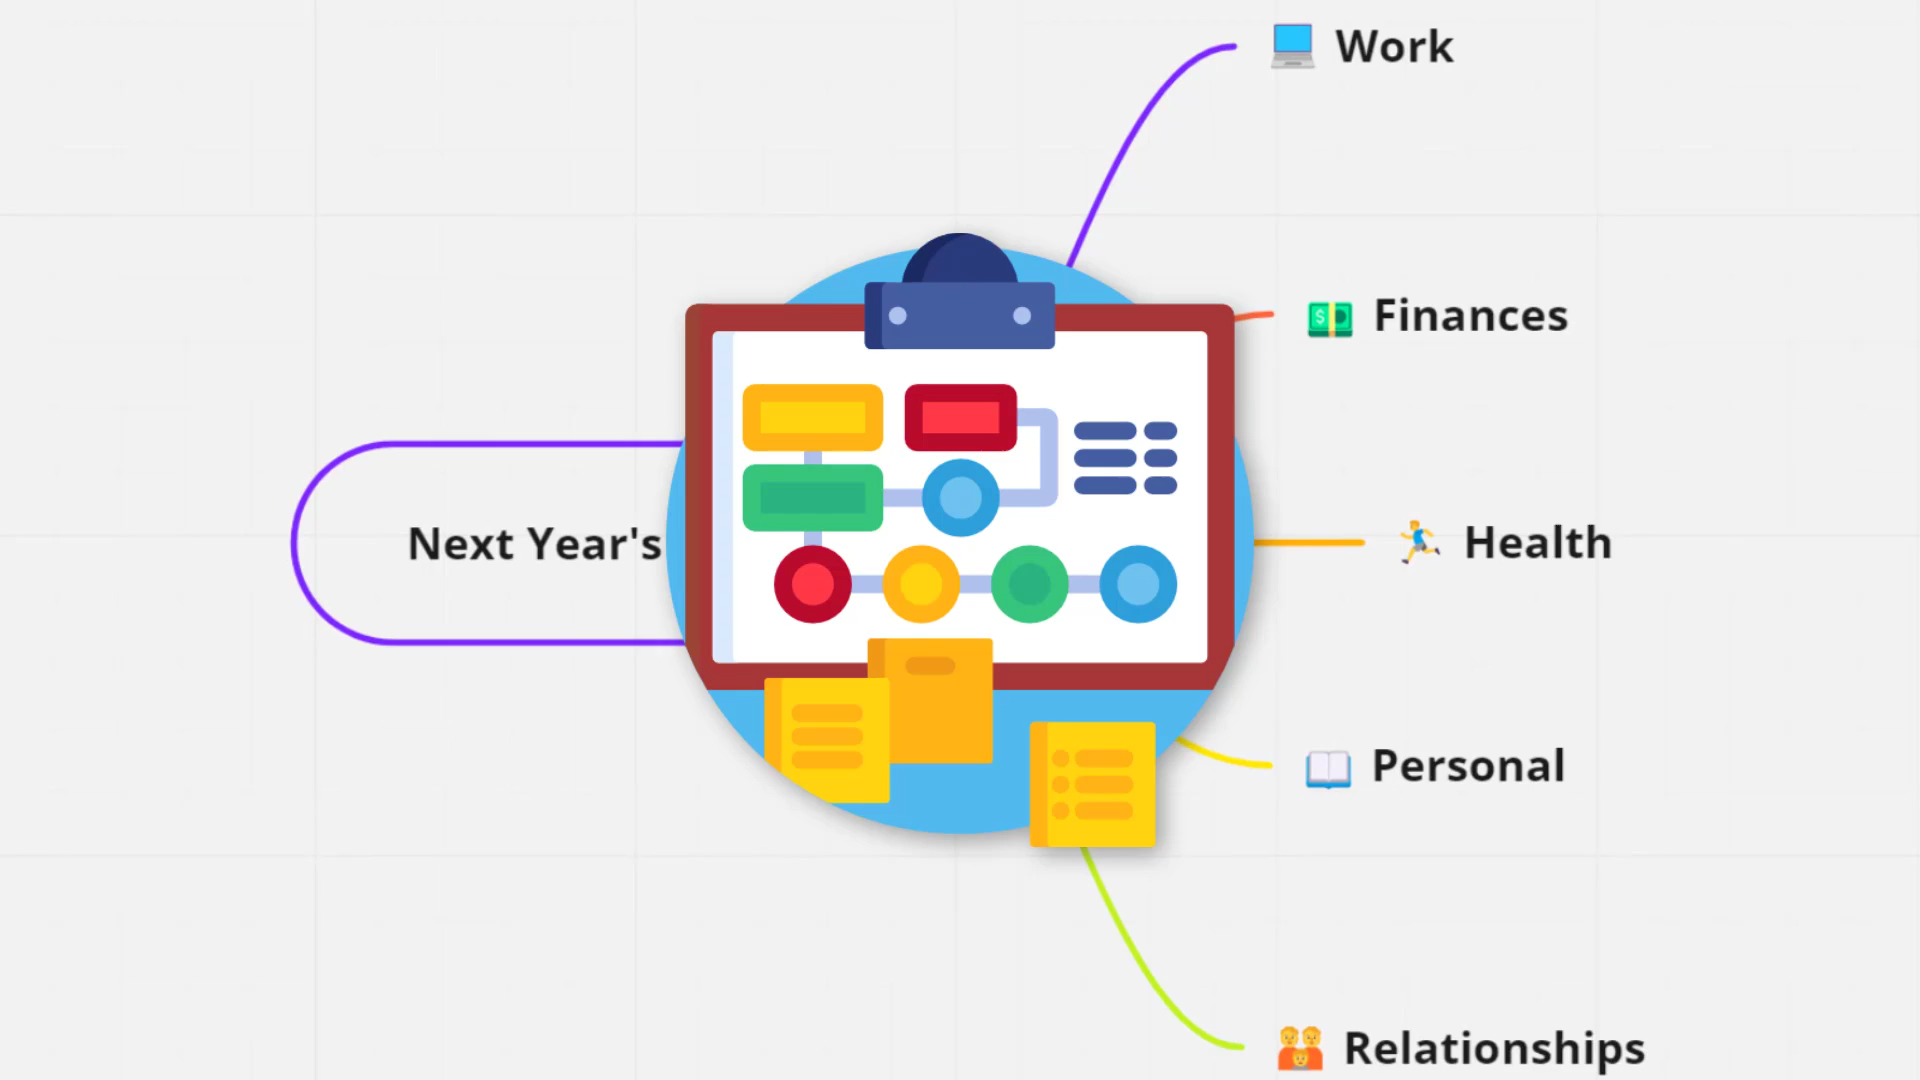 Work
Finances
Next Year's
Health
Personal
Relationships